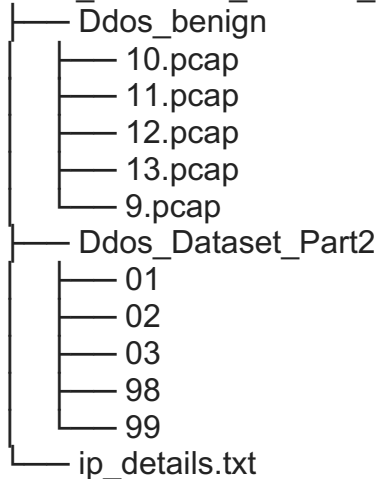 Ddos_benign
10.pcap
11.pcap
12.pcap
13.pcap
9.pcap
Ddos_Dataset_Part2
01
02
03
98
99
ip_details.txt